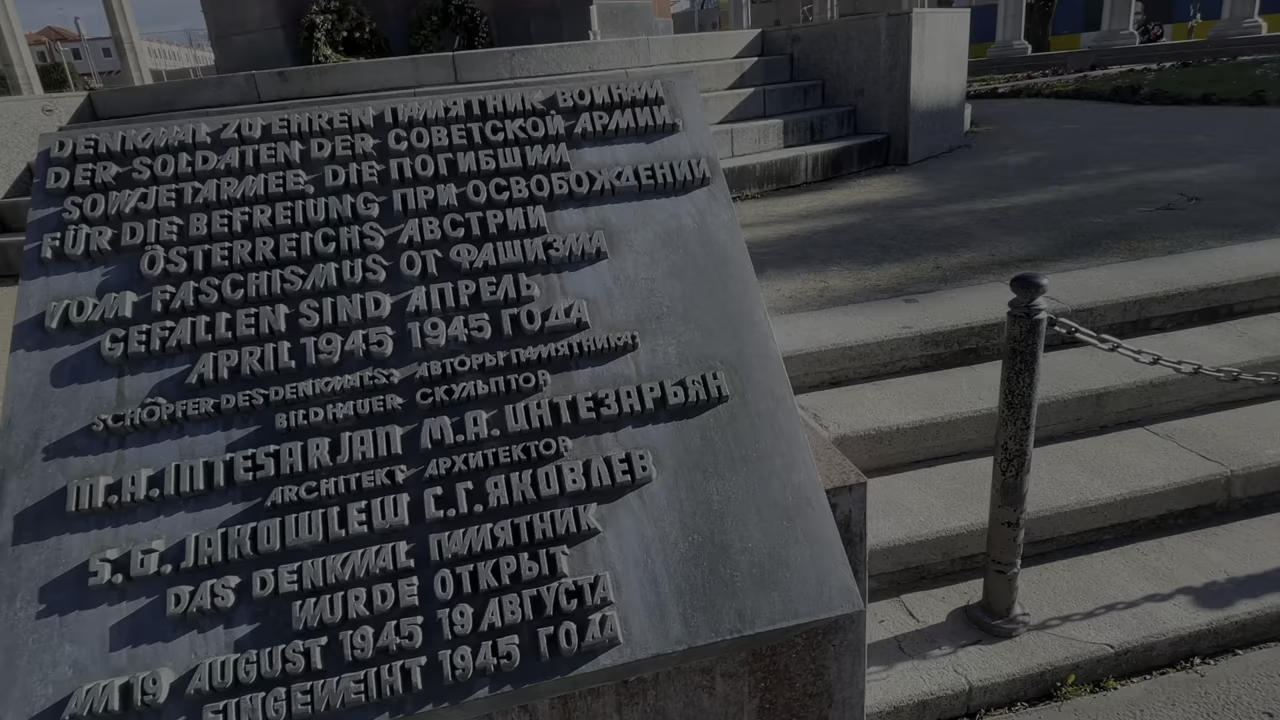 DENKMAL ZU EHREN
DER SOLDATEN DER
SOWJETARMEE, DIE
FÜR DIE BEFREIUNG
ÖSTERREICHS
VOM FASCHISMUS
GEFALLEN SIND
APRIL 1945
SCHÖPFER DES DENKMALS:
BILDHAUER
M.A. INTESARJAN
ARCHITEKT
S.G. JAKOWLEW
DAS DENKMAL
WURDE
AM 19 AUGUST 1945
EINGEWEIHT
ПАМЯТНИК ВОИНАМ
СОВЕТСКОЙ АРМИИ,
ПОГИБШИМ
ПРИ ОСВОБОЖДЕНИИ
АВСТРИИ
ОТ ФАШИЗМА
АПРЕЛЬ
1945 ГОДА
АВТОРЫ ПАМЯТНИКА:
СКУЛЬПТОР
М.А. ИНТЕЗАРЬЯН
АРХИТЕКТОР
С.Г. ЯКОВЛЕВ
ПАМЯТНИК
ОТКРЫТ
19 АВГУСТА
1945 ГОДА